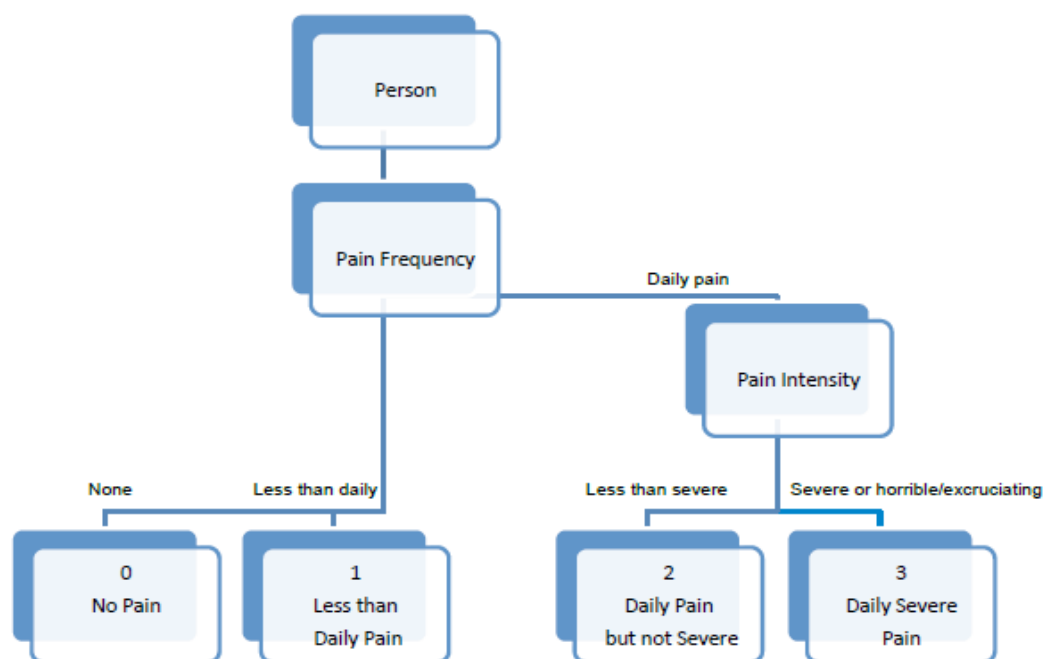 Person
Pain Frequency
Daily pain
Pain Intensity
None
Less than daily
Less than severe
Severe or horrible/excruciating
0
No Pain
1
Less than
Daily Pain
2
Daily Pain
but not Severe
3
Daily Severe
Pain